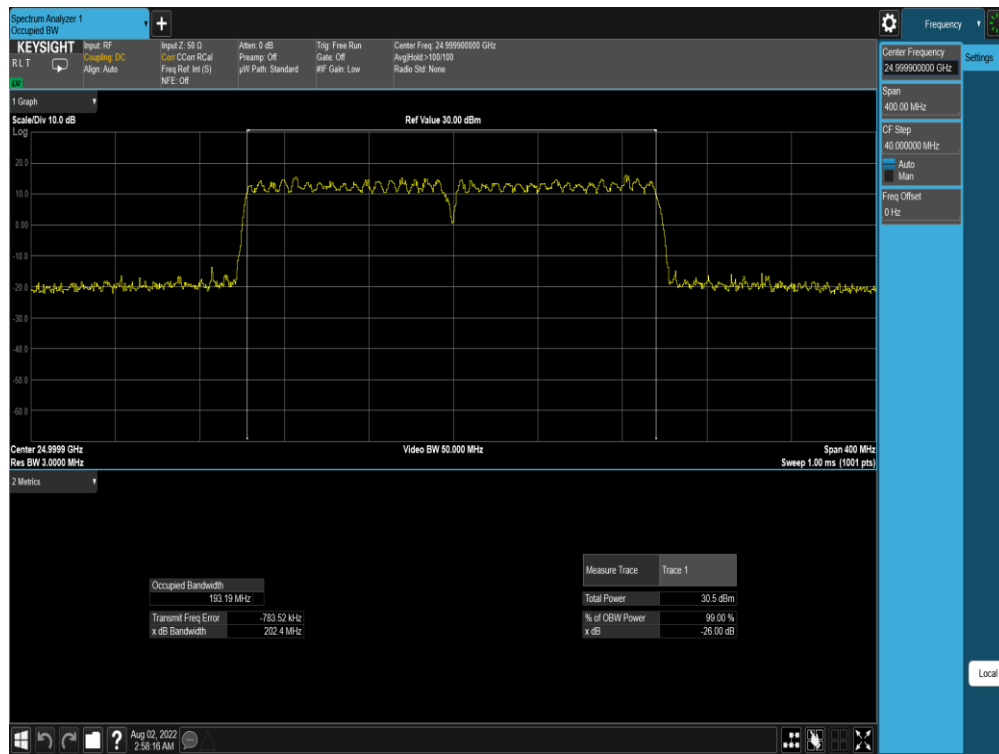 Spectrum Analyzer 1
Occupied BW
+
Frequency
KEYSIGHT
R L T
LXI
Input: RF
Coupling: DC
Align: Auto
Input Z: 50 Ω
Corr CCorr RCal
Freq Ref: Int (S)
NFE: Off
Atten: 0 dB
Preamp: Off
µW Path: Standard
Trig: Free Run
Gate: Off
#IF Gain: Low
Center Freq: 24.999900000 GHz
Avg|Hold:>100/100
Radio Std: None
Center Frequency
24.999900000 GHz
Settings
Span
400.00 MHz
CF Step
40.000000 MHz
Auto
Man
Freq Offset
0 Hz
1 Graph
Scale/Div 10.0 dB
Ref Value 30.00 dBm
Log
20.0
10.0
0.00
-10.0
-20.0
-30.0
-40.0
-50.0
-60.0
Center 24.9999 GHz
Video BW 50.000 MHz
Span 400 MHz
Res BW 3.0000 MHz
Sweep 1.00 ms (1001 pts)
2 Metrics
Occupied Bandwidth
193.19 MHz
Transmit Freq Error -783.52 kHz
x dB Bandwidth 202.4 MHz
Measure Trace Trace 1
Total Power 30.5 dBm
% of OBW Power 99.00 %
x dB -26.00 dB
Local
?
Aug 02, 2022
2:58:16 AM